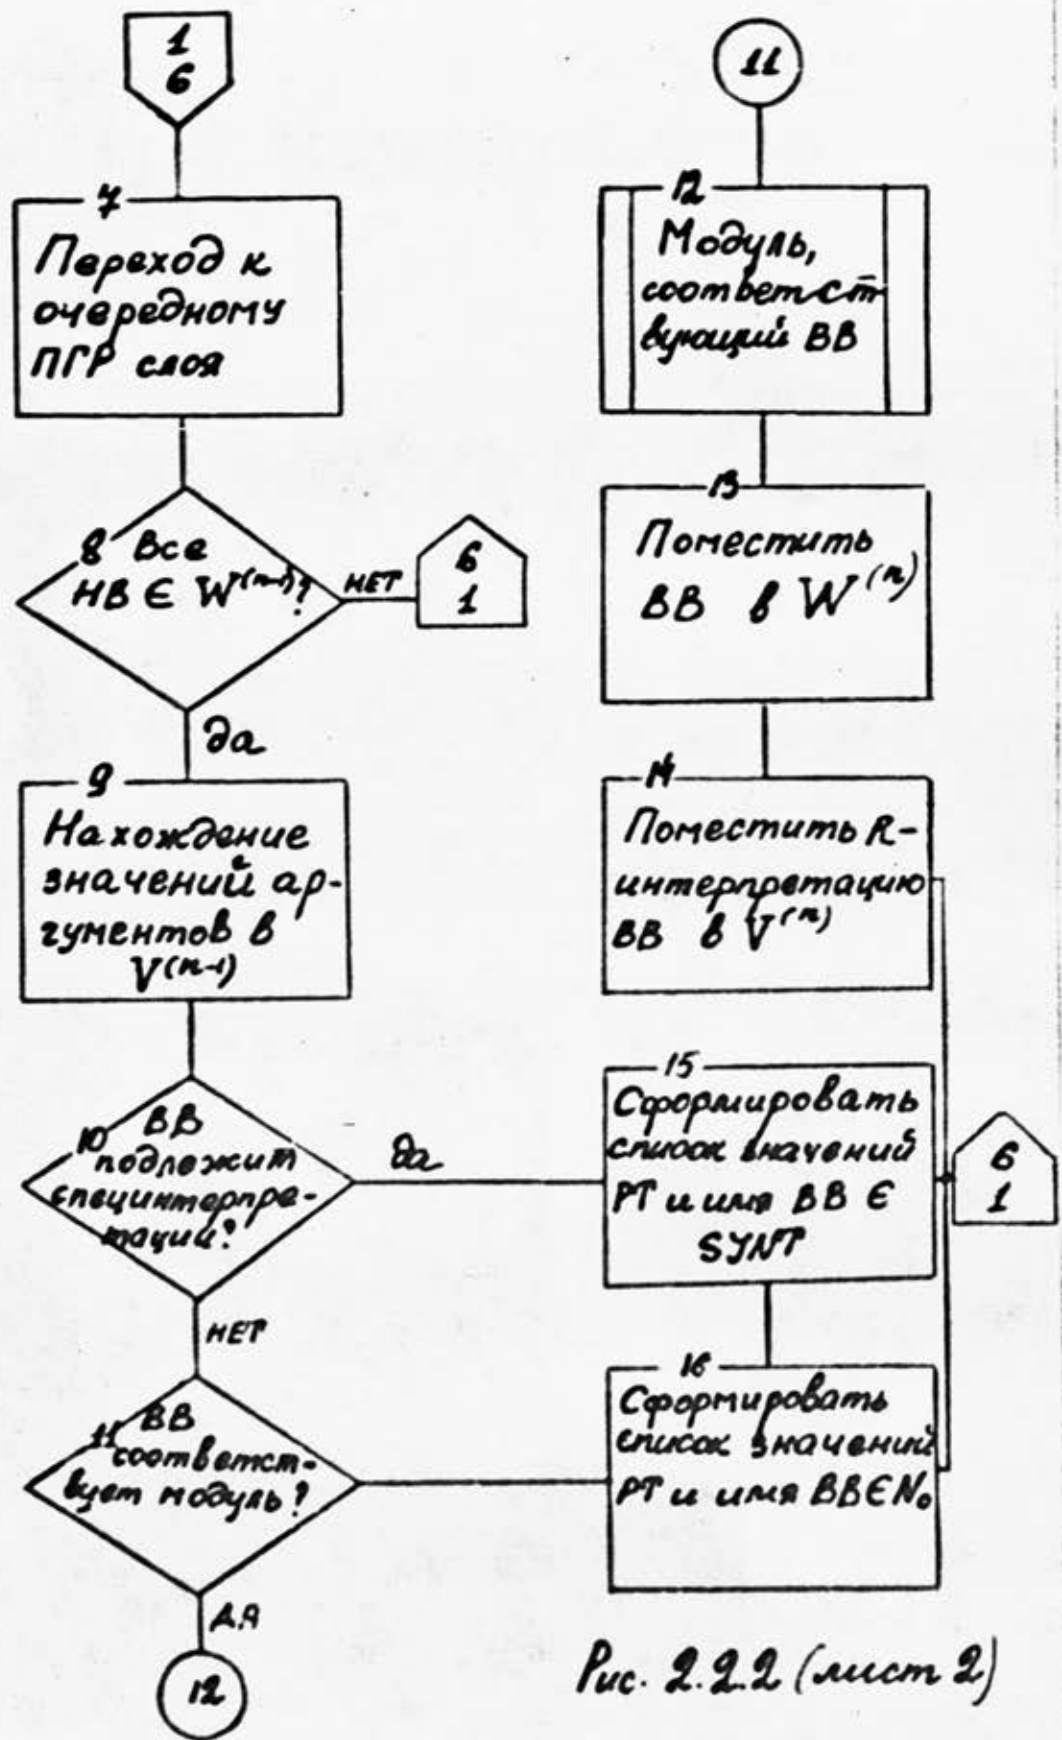 1
6
7
Переход к
очередному
ПГР слоя
8 Все
НВ Є W(n-1)?
НЕТ
6
1
да
9
Нахождение
значений ар-
гументов в
V(n-1)
10 ВВ
подлежит
специнтерпре-
тации?
да
НЕТ
11 ВВ
соответст-
вует модуль?
ДА
12
11
12
Модуль,
соответст
вующий ВВ
13
Поместить
ВВ в W(n)
14
Поместить R-
интерпретацию
ВВ в V(n)
15
Сформировать
список значений
РТ и имя ВВ Є
SYNT
6
1
16
Сформировать
список значений
РТ и имя ВВ Є N₀
Рис. 2.2.2 (лист 2)